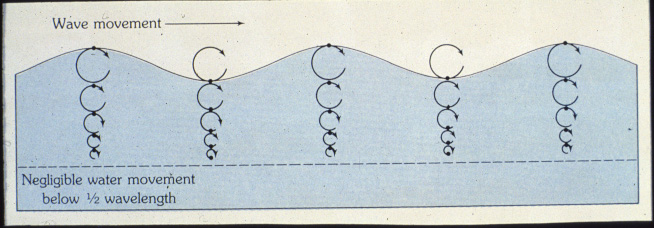 Wave movement
Negligible water movement
below ½ wavelength